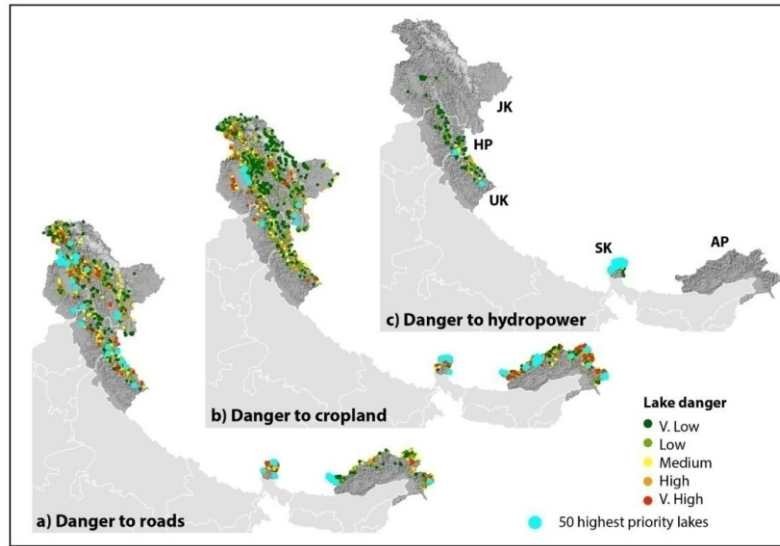 JK
HP
UK
SK
AP
c) Danger to hydropower
b) Danger to cropland
a) Danger to roads
Lake danger
V. Low
Low
Medium
High
V. High
50 highest priority lakes